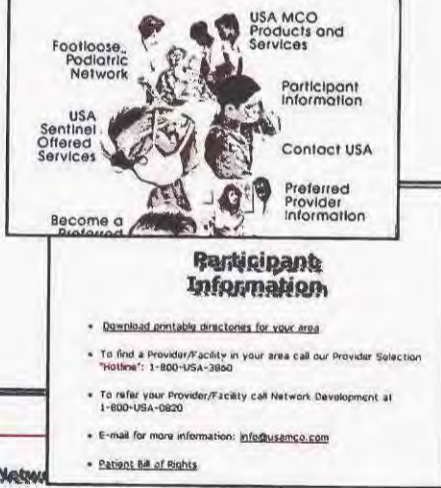 Footloose
Podiatric
Network
USA MCO
Products and
Services
USA
Sentinel
Offered
Services
Participant
Information
Contact USA
Preferred
Provider
Information
Become a
Preferred
Participant
Information
• Download printable directories for your area
• To find a Provider/Facility in your area call our Provider Selection
"Hotline": 1-800-USA-3860
• To refer your Provider/Facility call Network Development at
1-800-USA-0820
• E-mail for more information: info@usamco.com
• Patient Bill of Rights
Netwo